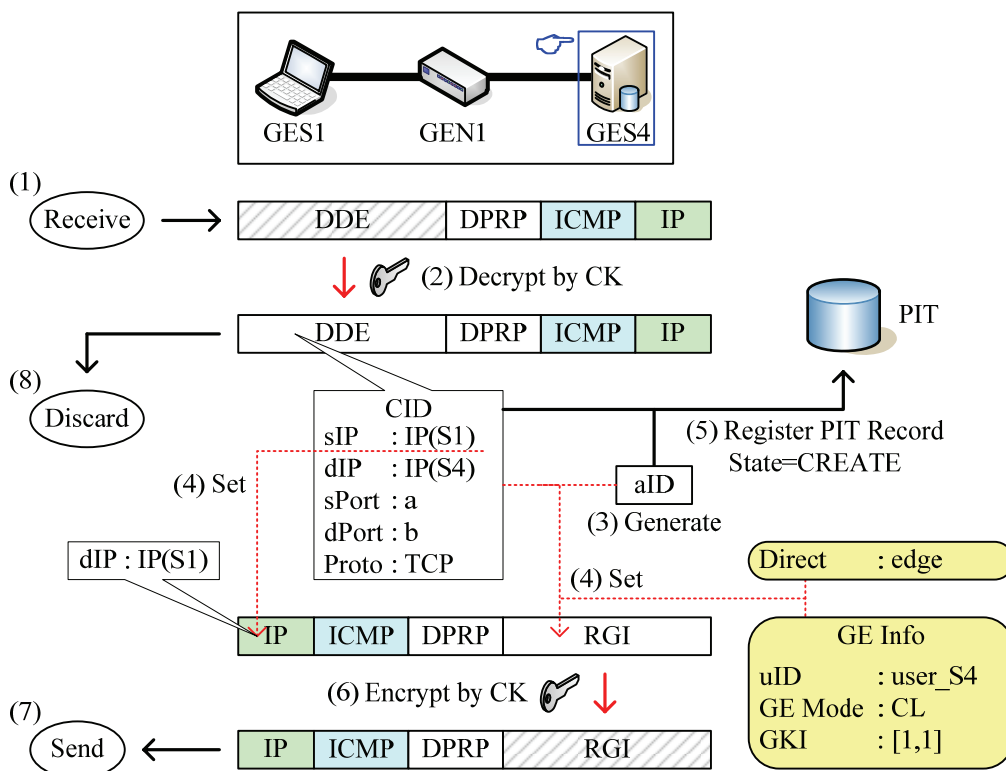 GES1 GEN1 GES4
(1)
Receive
DDE DPRP ICMP IP
(2) Decrypt by CK
DDE DPRP ICMP IP
PIT
(8)
Discard
CID
sIP : IP(S1)
dIP : IP(S4)
sPort : a
dPort : b
Proto : TCP
(4) Set
aID
(3) Generate
(5) Register PIT Record
State=CREATE
dIP : IP(S1)
(4) Set
Direct : edge
IP ICMP DPRP RGI
GE Info
uID : user_S4
GE Mode : CL
GKI : [1,1]
(6) Encrypt by CK
(7)
Send
IP ICMP DPRP RGI